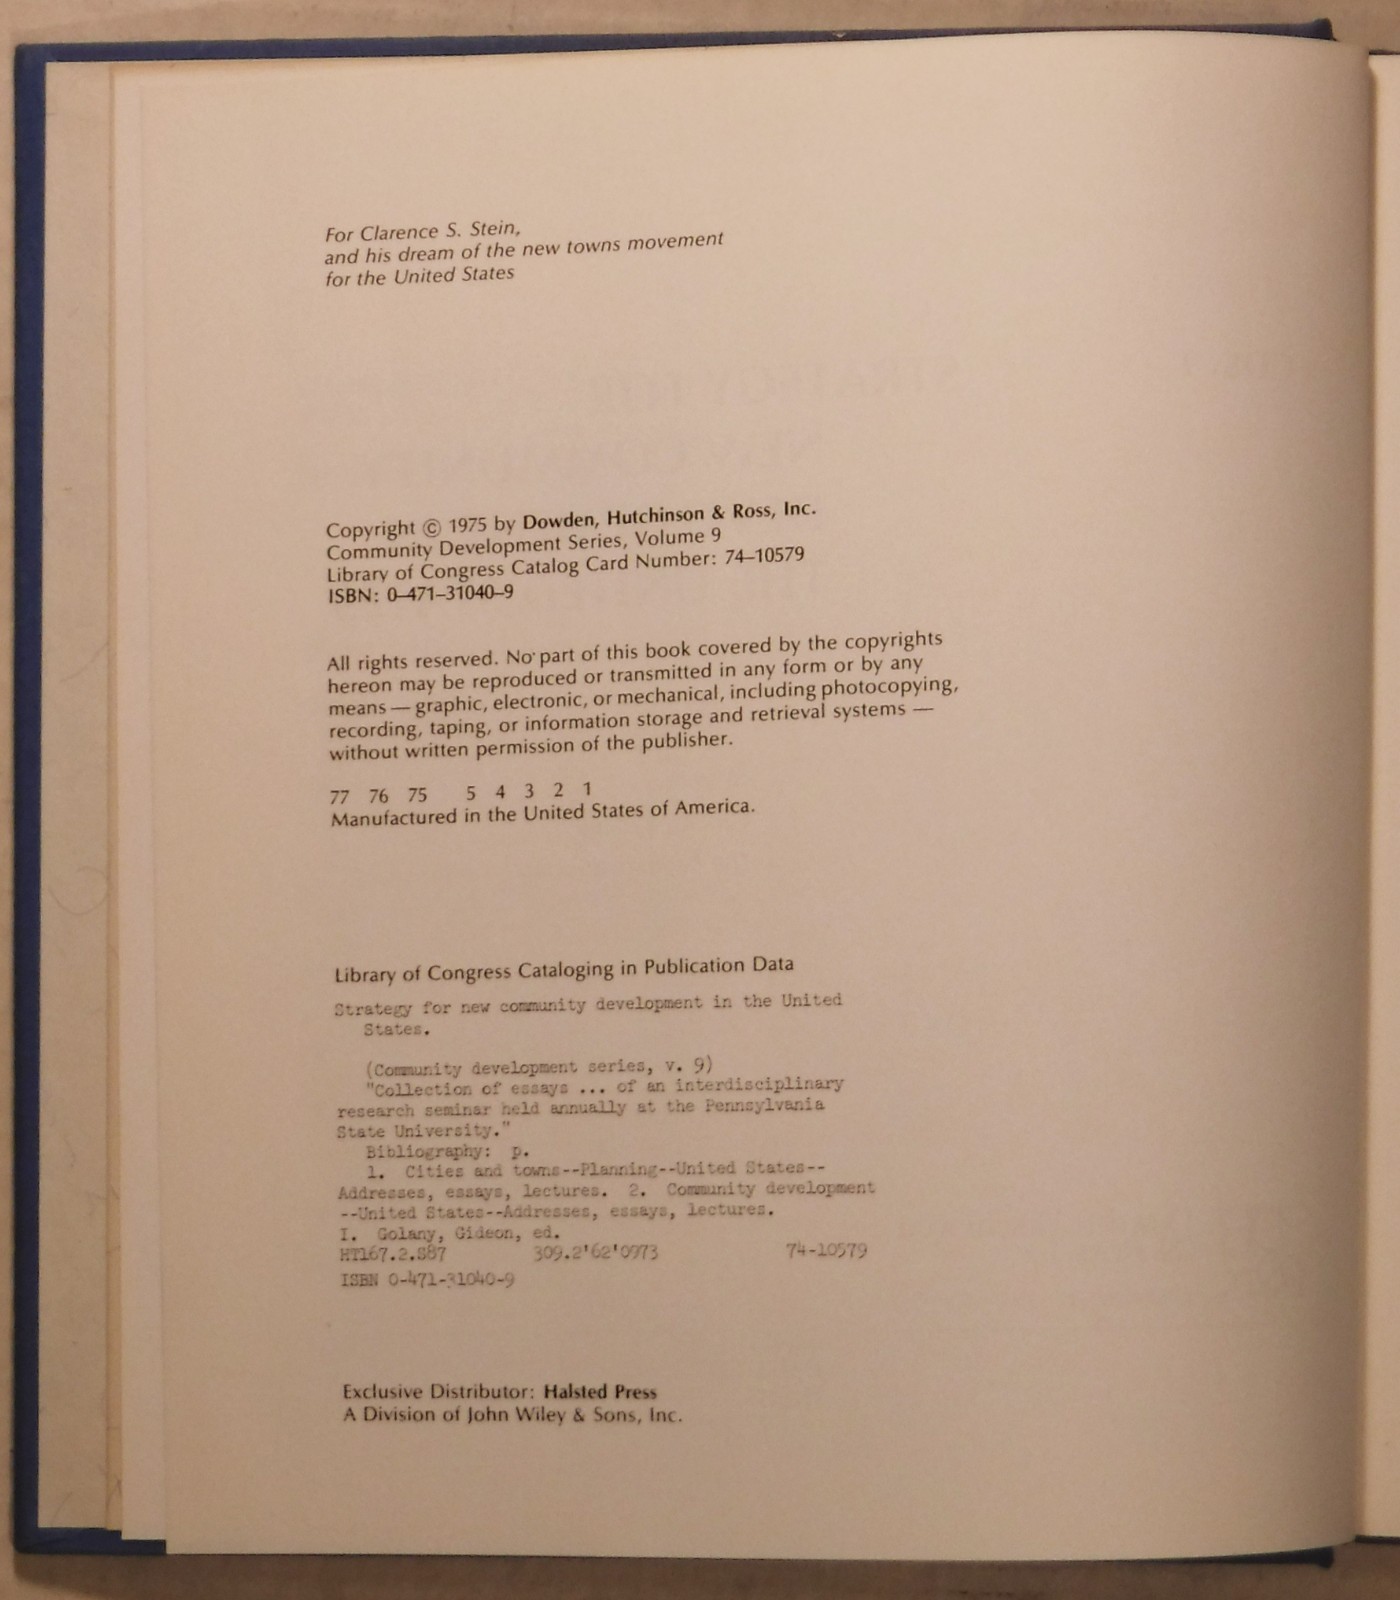 For Clarence S. Stein,
and his dream of the new towns movement
for the United States
Copyright © 1975 by Dowden, Hutchinson & Ross, Inc.
Community Development Series, Volume 9
Library of Congress Catalog Card Number: 74–10579
ISBN: 0–471–31040–9
All rights reserved. No part of this book covered by the copyrights
hereon may be reproduced or transmitted in any form or by any
means — graphic, electronic, or mechanical, including photocopying,
recording, taping, or information storage and retrieval systems —
without written permission of the publisher.
77 76 75 5 4 3 2 1
Manufactured in the United States of America.
Library of Congress Cataloging in Publication Data
Strategy for new community development in the United
States.
(Community development series, v. 9)
"Collection of essays ... of an interdisciplinary
research seminar held annually at the Pennsylvania
State University."
Bibliography: p.
1. Cities and towns--Planning--United States--
Addresses, essays, lectures. 2. Community development
--United States--Addresses, essays, lectures.
I. Golany, Gideon, ed.
HT167.2.S87 309.2'62'0973 74-10579
ISBN 0-471-31040-9
Exclusive Distributor: Halsted Press
A Division of John Wiley & Sons, Inc.